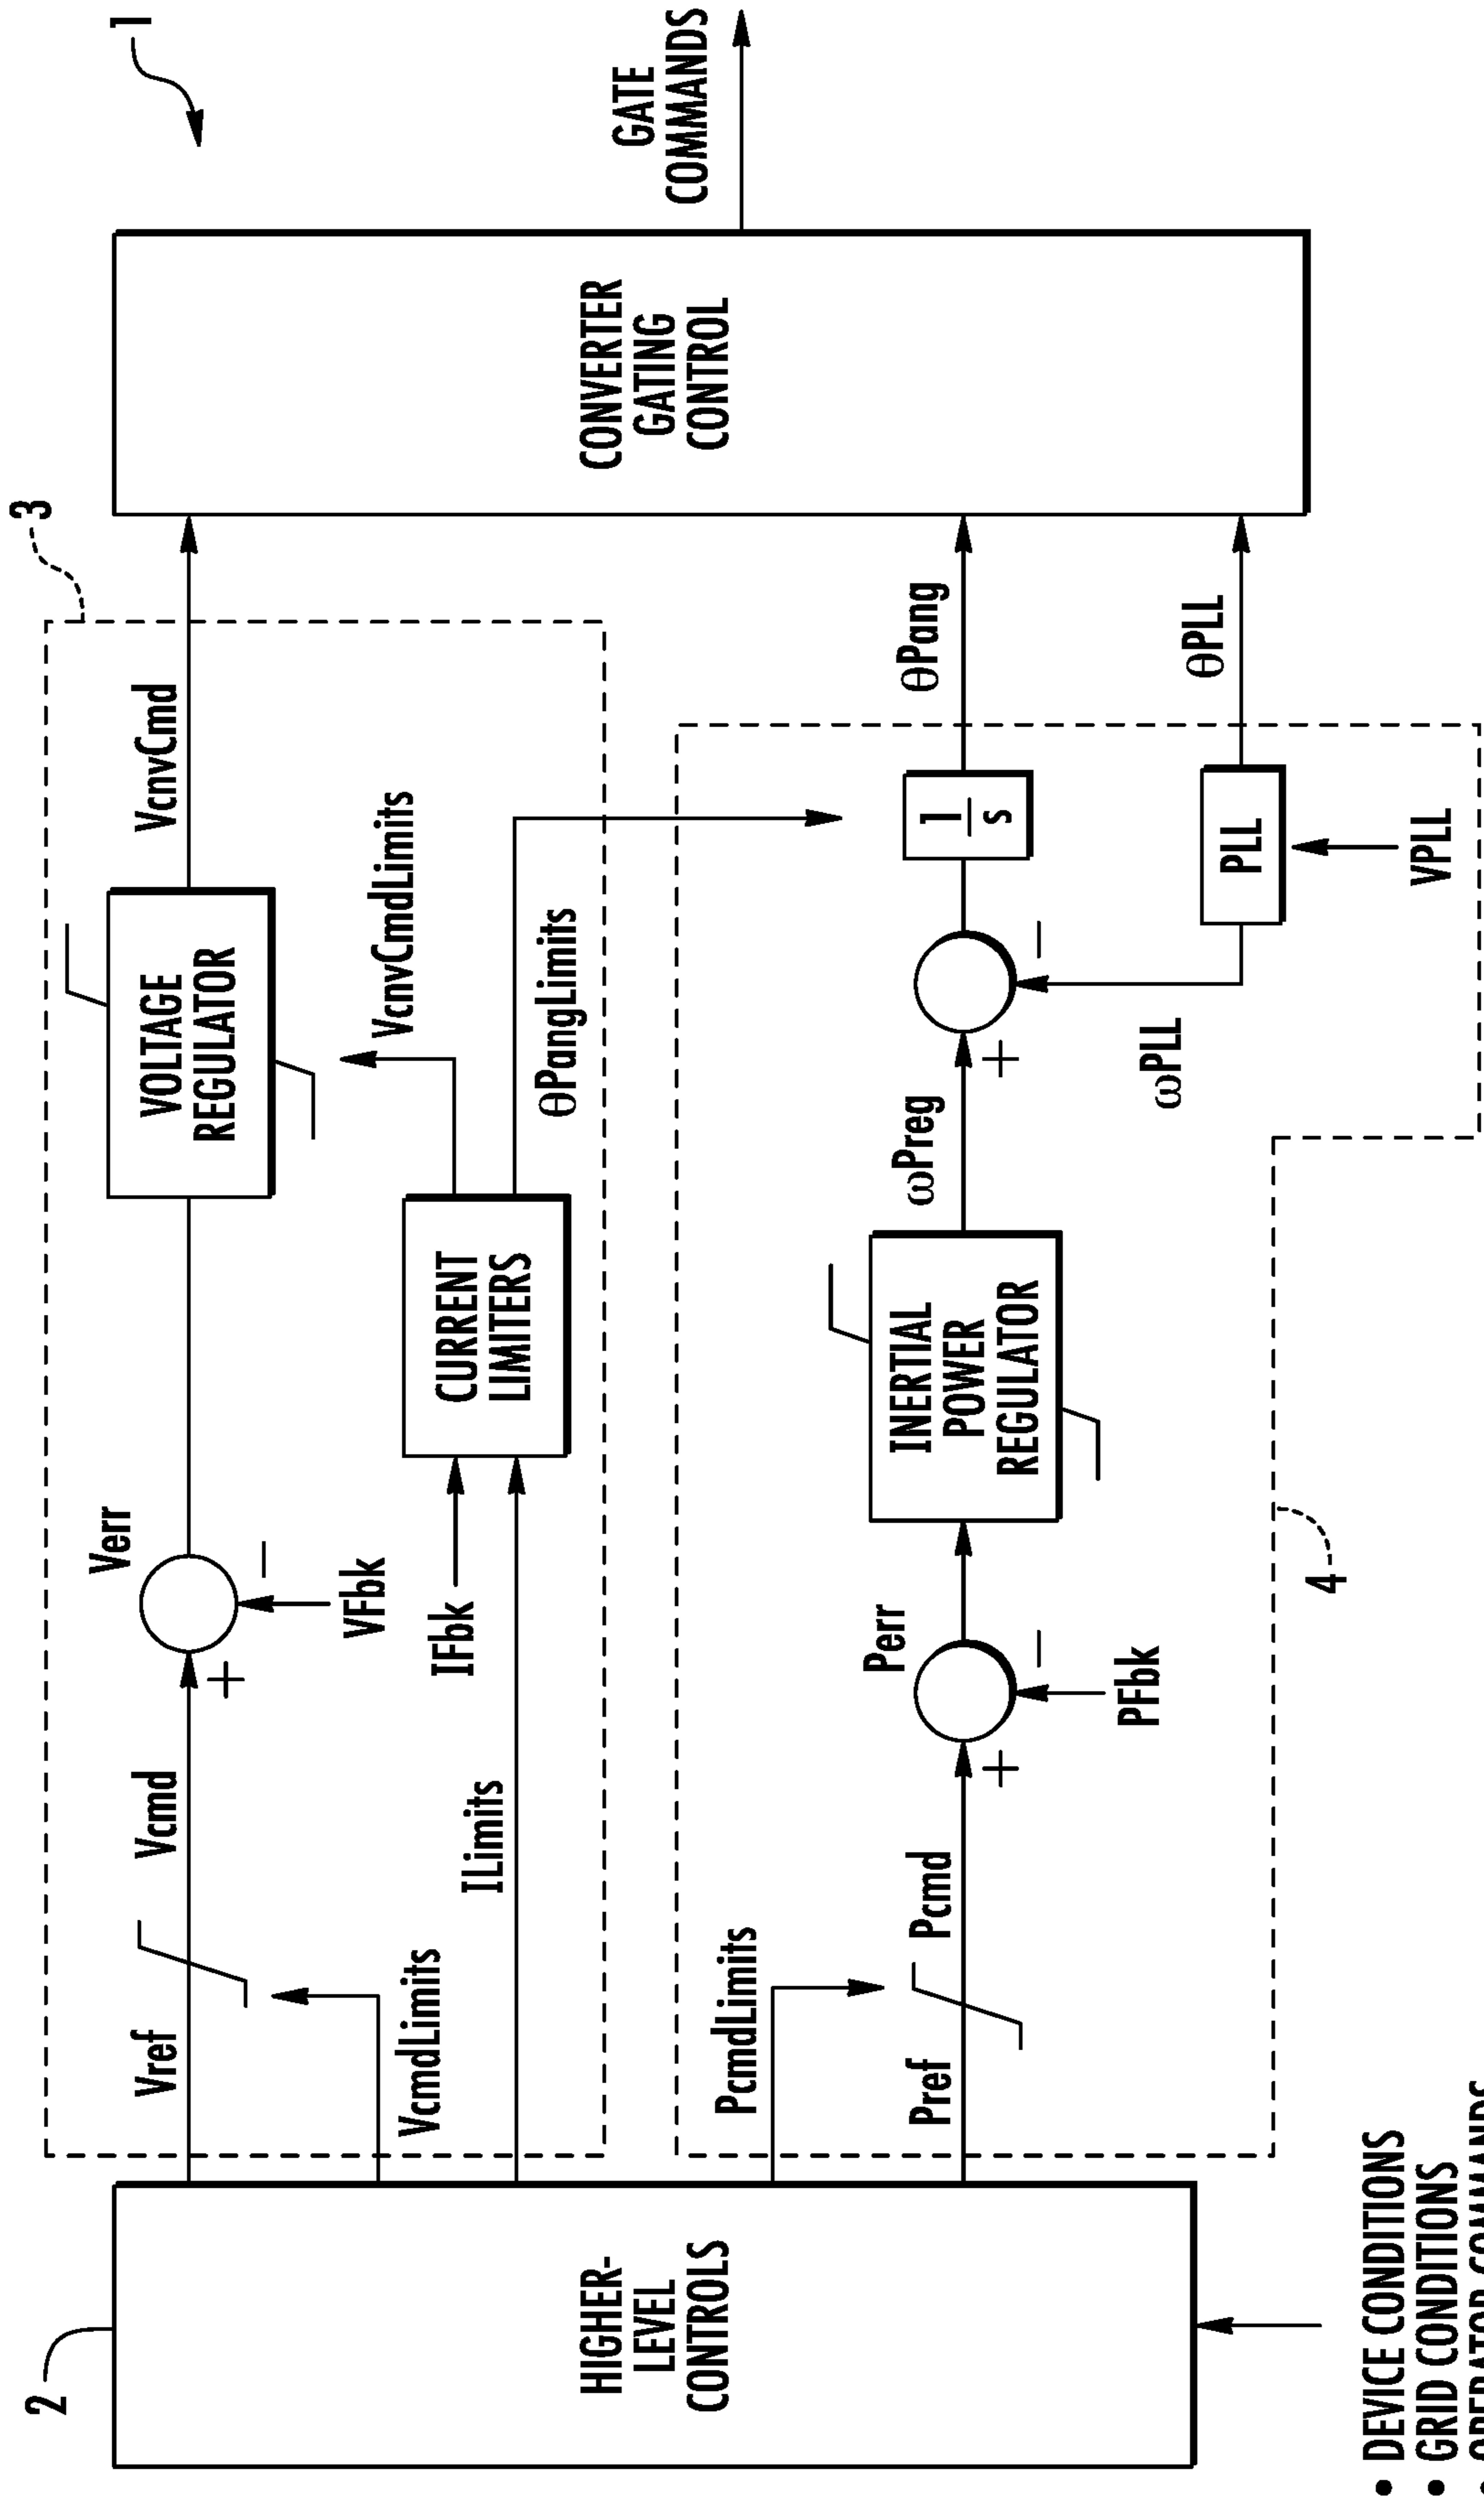 1
2
HIGHER-
LEVEL
CONTROLS
• DEVICE CONDITIONS
• GRID CONDITIONS
• OPERATOR COMMANDS
3
Vref
Vcmd
VcmdLimits
+
−
Verr
VFbk
VOLTAGE
REGULATOR
VcnvCmd
VcnvCmdLimits
ILimits
IFbk
CURRENT
LIMITERS
θPangLimits
4
PcmdLimits
Pref
Pcmd
+
−
Perr
PFbk
INERTIAL
POWER
REGULATOR
ωPreg
+
−
ωPLL
1
s
θPang
PLL
VPLL
θPLL
CONVERTER
GATING
CONTROL
GATE
COMMANDS